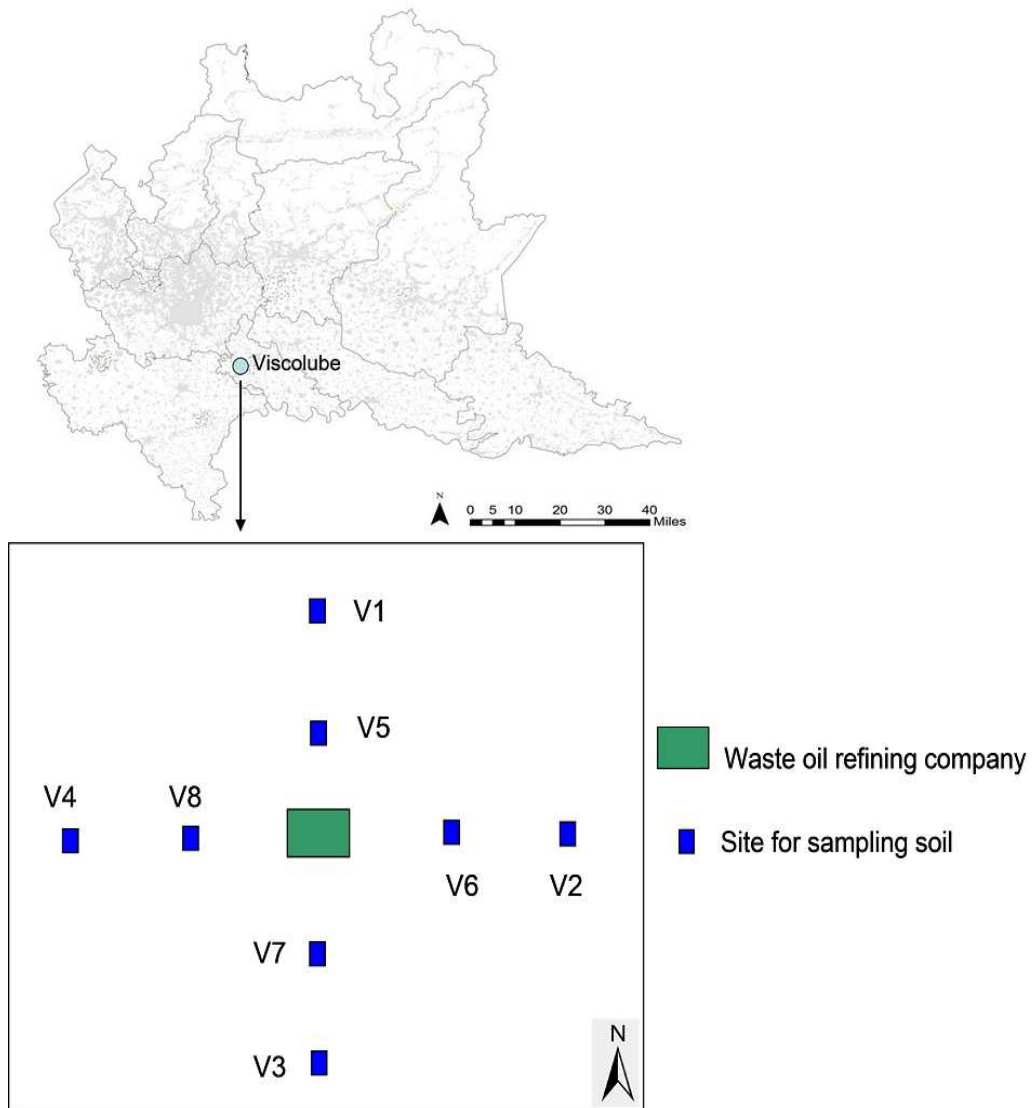 Viscolube
N
0 5 10 20 30 40
Miles
V1
V5
V4 V8
V6 V2
V7
V3
N
Waste oil refining company
Site for sampling soil